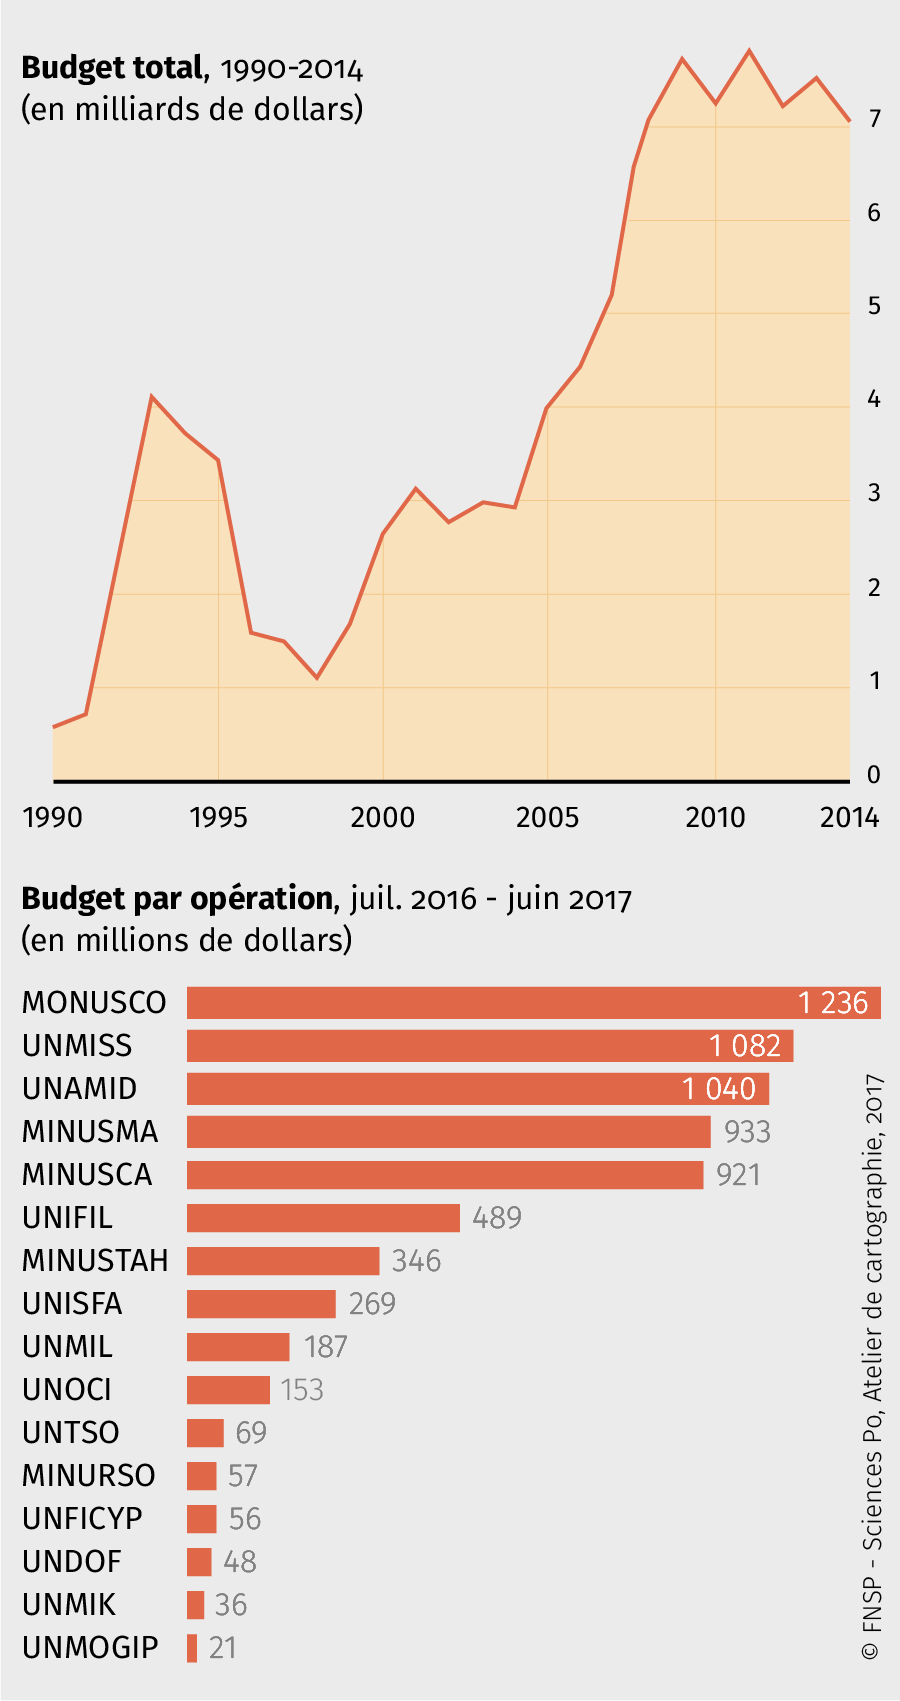 Budget total, 1990-2014
(en milliards de dollars)
7
6
5
4
3
2
1
0
1990 1995 2000 2005 2010 2014
Budget par opération, juil. 2016 - juin 2017
(en millions de dollars)
MONUSCO 1 236
UNMISS 1 082
UNAMID 1 040
MINUSMA 933
MINUSCA 921
UNIFIL 489
MINUSTAH 346
UNISFA 269
UNMIL 187
UNOCI 153
UNTSO 69
MINURSO 57
UNFICYP 56
UNDOF 48
UNMIK 36
UNMOGIP 21
© FNSP - Sciences Po, Atelier de cartographie, 2017